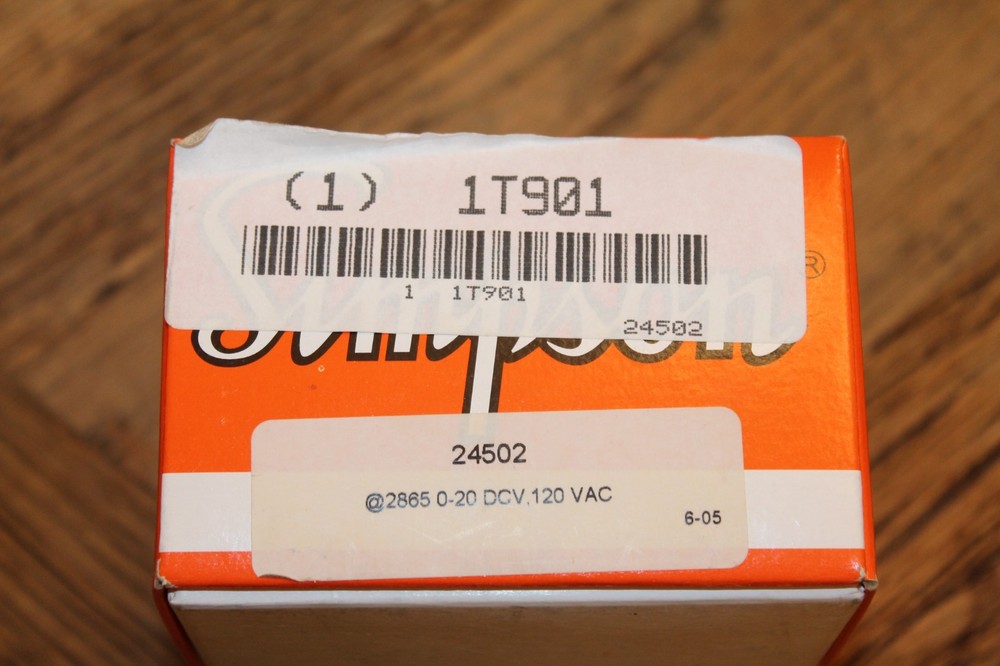 (1) 1T901
1 1T901
24502
®
Simpson
24502
@2865 0-20 DCV,120 VAC
6-05